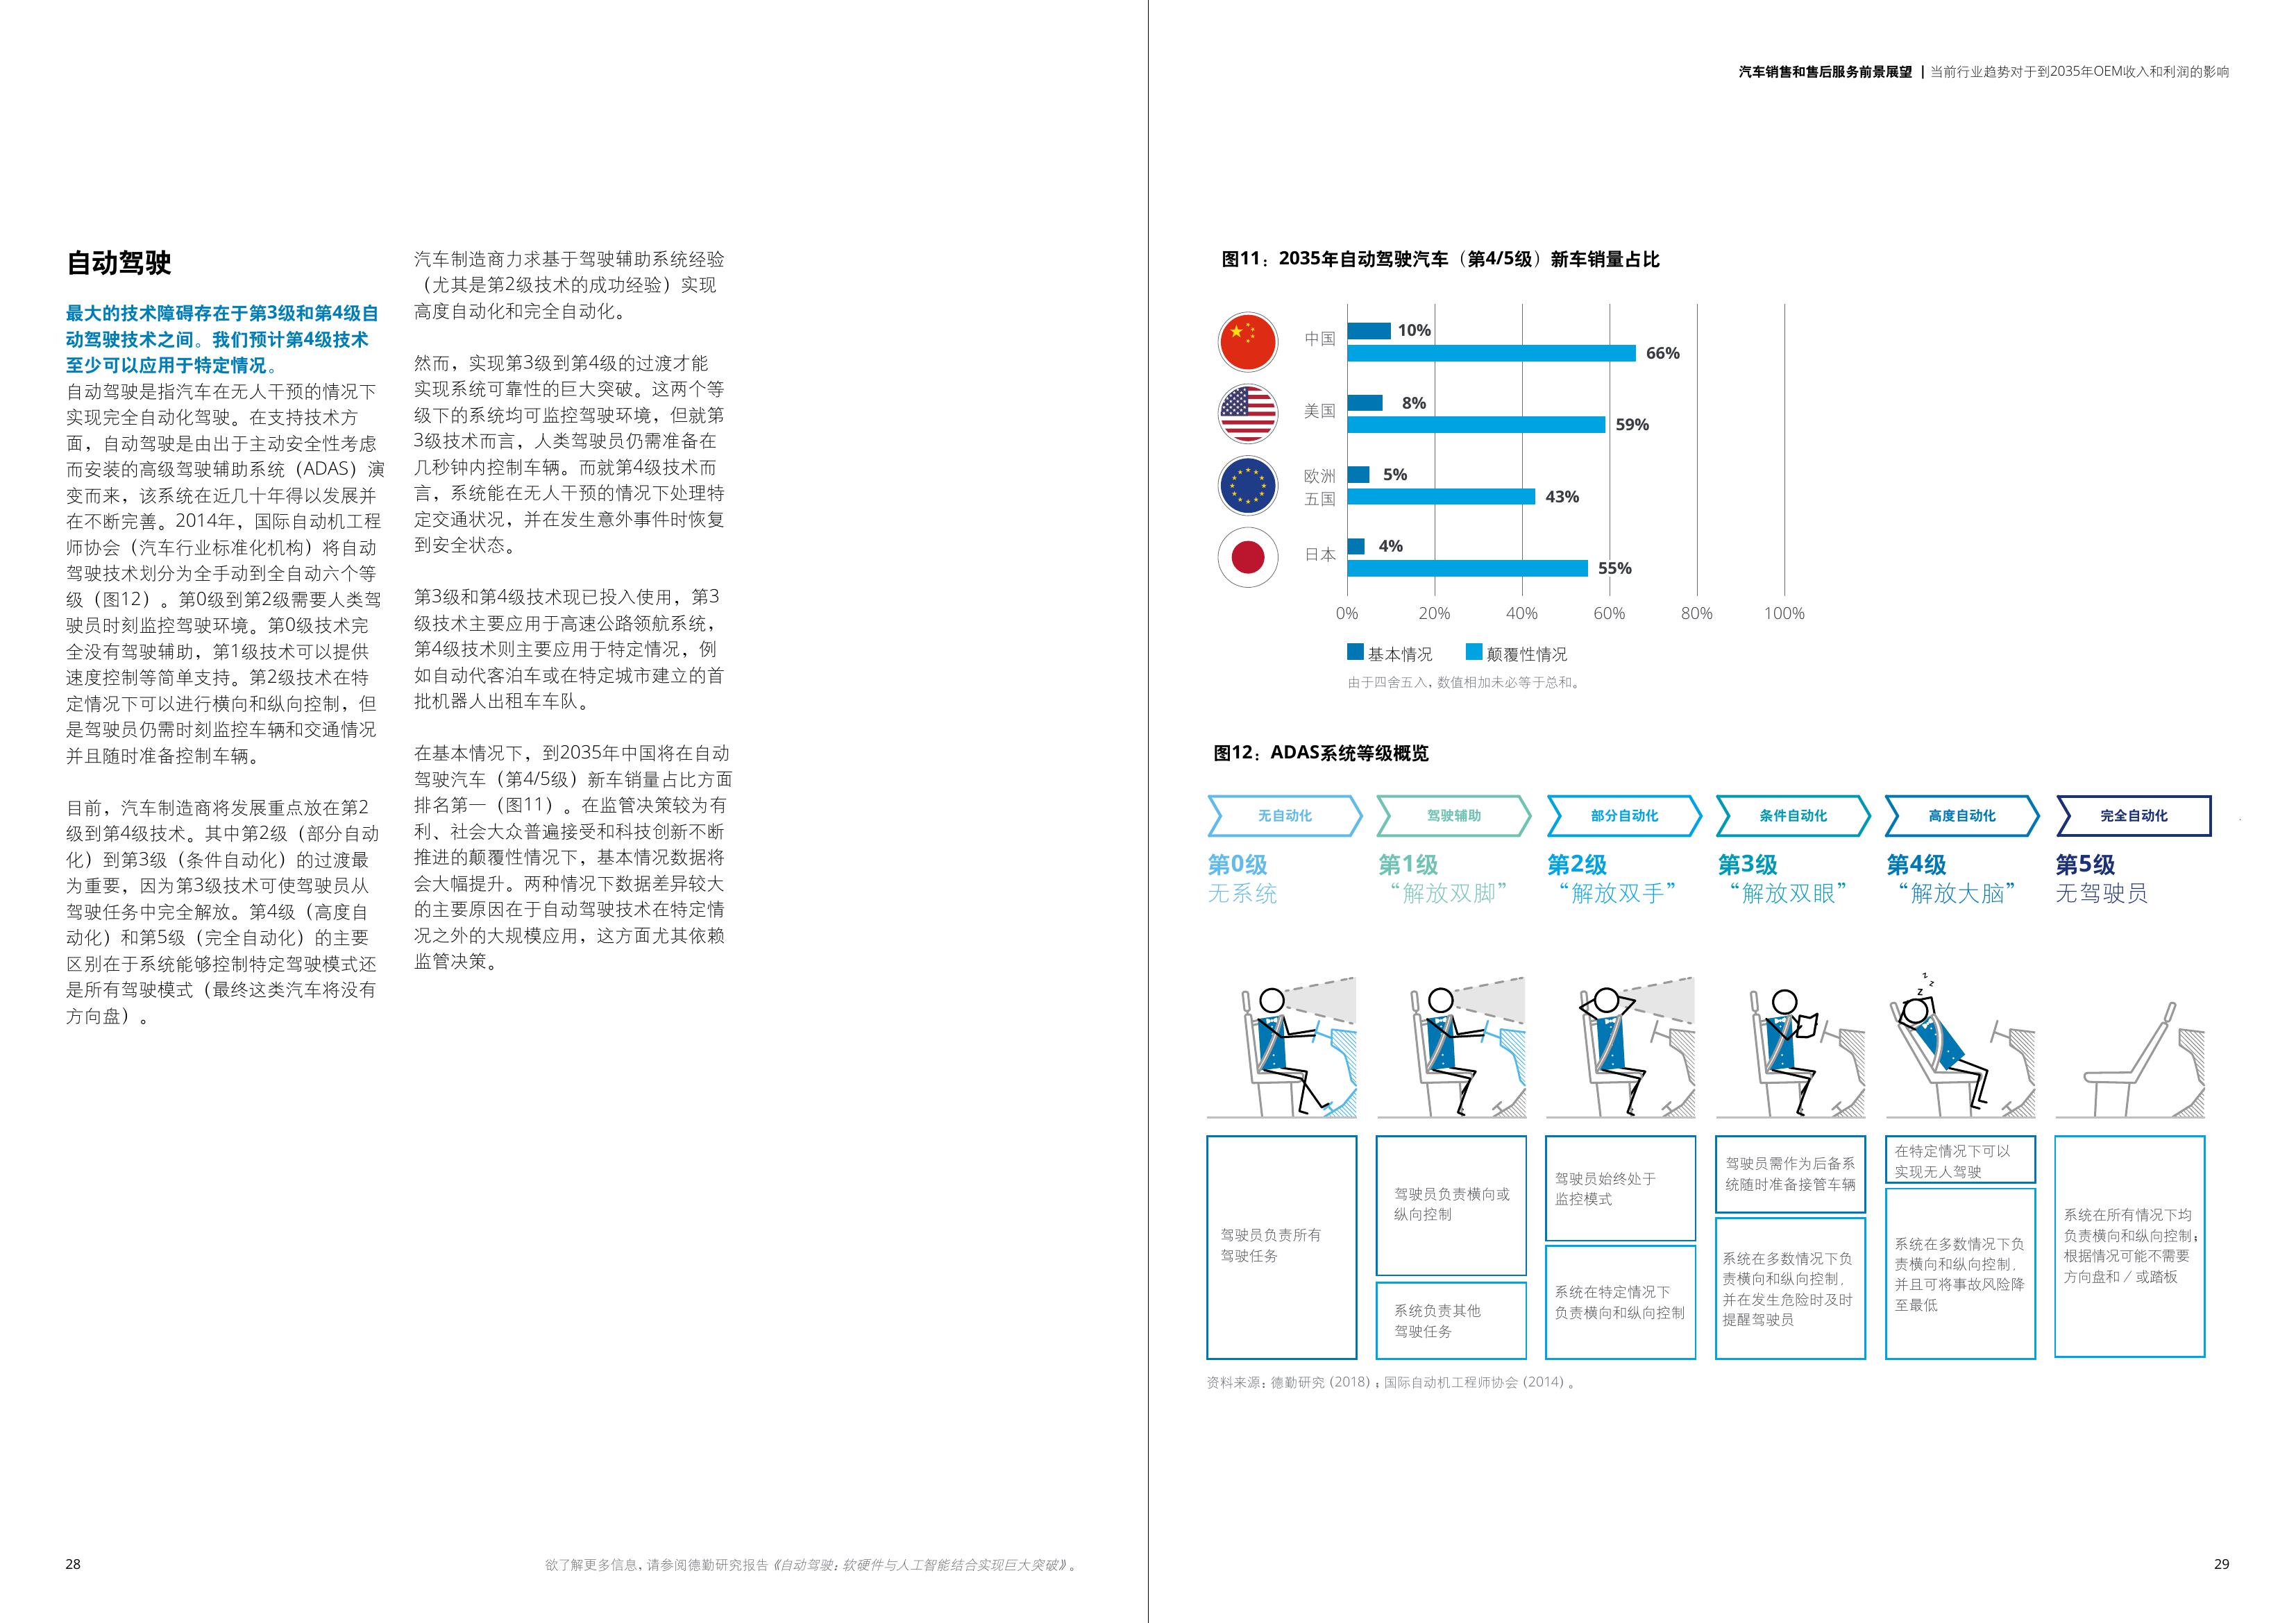 汽车销售和售后服务前景展望 | 当前行业趋势对于到2035年OEM收入和利润的影响
自动驾驶
最大的技术障碍存在于第3级和第4级自
动驾驶技术之间。我们预计第4级技术
至少可以应用于特定情况。
自动驾驶是指汽车在无人干预的情况下
实现完全自动化驾驶。在支持技术方
面，自动驾驶是由出于主动安全性考虑
而安装的高级驾驶辅助系统（ADAS）演
变而来，该系统在近几十年得以发展并
在不断完善。2014年，国际自动机工程
师协会（汽车行业标准化机构）将自动
驾驶技术划分为全手动到全自动六个等
级（图12）。第0级到第2级需要人类驾
驶员时刻监控驾驶环境。第0级技术完
全没有驾驶辅助，第1级技术可以提供
速度控制等简单支持。第2级技术在特
定情况下可以进行横向和纵向控制，但
是驾驶员仍需时刻监控车辆和交通情况
并且随时准备控制车辆。
目前，汽车制造商将发展重点放在第2
级到第4级技术。其中第2级（部分自动
化）到第3级（条件自动化）的过渡最
为重要，因为第3级技术可使驾驶员从
驾驶任务中完全解放。第4级（高度自
动化）和第5级（完全自动化）的主要
区别在于系统能够控制特定驾驶模式还
是所有驾驶模式（最终这类汽车将没有
方向盘）。
汽车制造商力求基于驾驶辅助系统经验
（尤其是第2级技术的成功经验）实现
高度自动化和完全自动化。
然而，实现第3级到第4级的过渡才能
实现系统可靠性的巨大突破。这两个等
级下的系统均可监控驾驶环境，但就第
3级技术而言，人类驾驶员仍需准备在
几秒钟内控制车辆。而就第4级技术而
言，系统能在无人干预的情况下处理特
定交通状况，并在发生意外事件时恢复
到安全状态。
第3级和第4级技术现已投入使用，第3
级技术主要应用于高速公路领航系统，
第4级技术则主要应用于特定情况，例
如自动代客泊车或在特定城市建立的首
批机器人出租车车队。
在基本情况下，到2035年中国将在自动
驾驶汽车（第4/5级）新车销量占比方面
排名第一（图11）。在监管决策较为有
利、社会大众普遍接受和科技创新不断
推进的颠覆性情况下，基本情况数据将
会大幅提升。两种情况下数据差异较大
的主要原因在于自动驾驶技术在特定情
况之外的大规模应用，这方面尤其依赖
监管决策。
图11：2035年自动驾驶汽车（第4/5级）新车销量占比
中国
10%
66%
美国
8%
59%
欧洲
五国
5%
43%
日本
4%
55%
0% 20% 40% 60% 80% 100%
基本情况 颠覆性情况
由于四舍五入，数值相加未必等于总和。
图12：ADAS系统等级概览
无自动化 驾驶辅助 部分自动化 条件自动化 高度自动化 完全自动化
第0级 第1级 第2级 第3级 第4级 第5级
无系统 “解放双脚” “解放双手” “解放双眼” “解放大脑” 无驾驶员
z z z
驾驶员负责所有
驾驶任务
驾驶员负责横向或
纵向控制
系统负责其他
驾驶任务
驾驶员始终处于
监控模式
系统在特定情况下
负责横向和纵向控制
驾驶员需作为后备系
统随时准备接管车辆
系统在多数情况下负
责横向和纵向控制，
并在发生危险时及时
提醒驾驶员
在特定情况下可以
实现无人驾驶
系统在多数情况下负
责横向和纵向控制，
并且可将事故风险降
至最低
系统在所有情况下均
负责横向和纵向控制；
根据情况可能不需要
方向盘和/或踏板
资料来源：德勤研究（2018）；国际自动机工程师协会（2014）。
28
欲了解更多信息，请参阅德勤研究报告《自动驾驶：软硬件与人工智能结合实现巨大突破》。
29